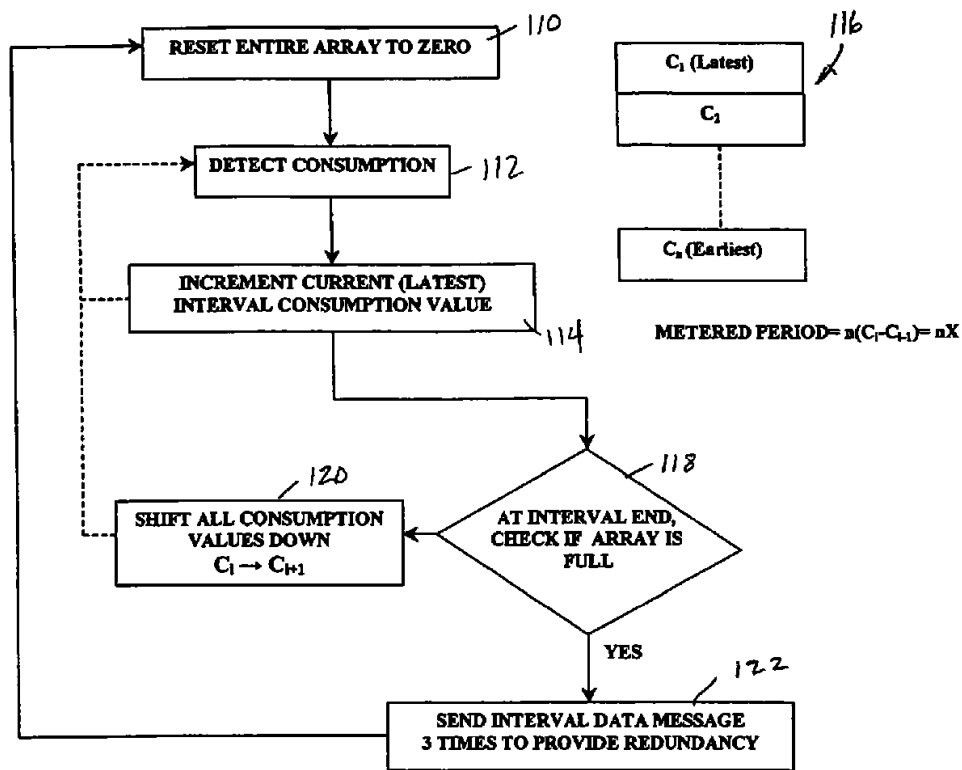 RESET ENTIRE ARRAY TO ZERO
110
C₁ (Latest)
116
C₂
DETECT CONSUMPTION
112
Cₙ (Earliest)
INCREMENT CURRENT (LATEST)
INTERVAL CONSUMPTION VALUE
114
METERED PERIOD= n(Cᵢ-Cᵢ₊₁)= nX
118
AT INTERVAL END,
CHECK IF ARRAY IS
FULL
120
SHIFT ALL CONSUMPTION
VALUES DOWN
Cᵢ → Cᵢ₊₁
YES
122
SEND INTERVAL DATA MESSAGE
3 TIMES TO PROVIDE REDUNDANCY